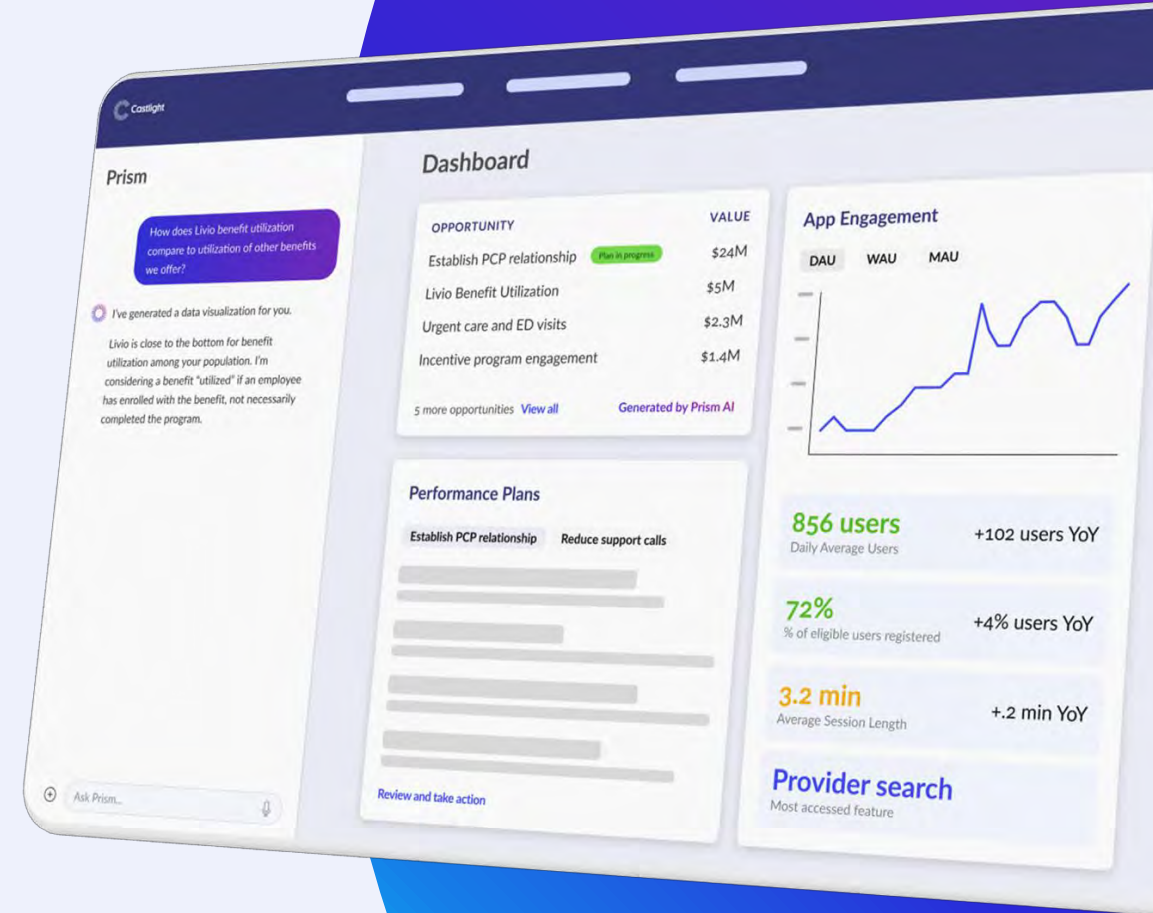 Castlight
Prism
How does Livio benefit utilization
compare to utilization of other benefits
we offer?
I've generated a data visualization for you.
Livio is close to the bottom for benefit
utilization among your population. I'm
considering a benefit "utilized" if an employee
has enrolled with the benefit, not necessarily
completed the program.
Ask Prism...
Dashboard
OPPORTUNITY VALUE
Establish PCP relationship Plan in progress $24M
Livio Benefit Utilization $5M
Urgent care and ED visits $2.3M
Incentive program engagement $1.4M
5 more opportunities View all Generated by Prism AI
Performance Plans
Establish PCP relationship Reduce support calls
Review and take action
App Engagement
DAU WAU MAU
856 users +102 users YoY
Daily Average Users
72% +4% users YoY
% of eligible users registered
3.2 min +.2 min YoY
Average Session Length
Provider search
Most accessed feature